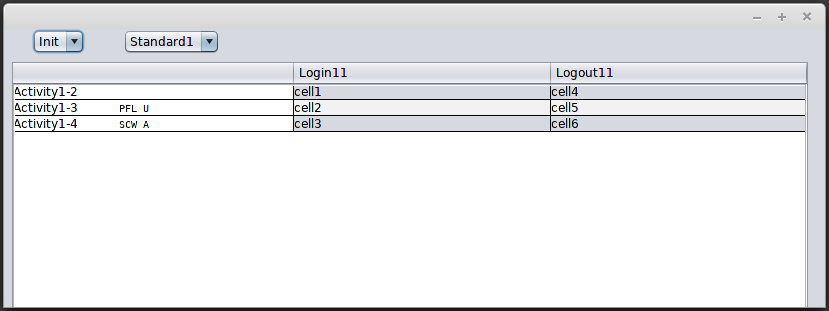 Init Standard1
Login11 Logout11
Activity1-2 cell1 cell4
Activity1-3 PFL U cell2 cell5
Activity1-4 SCW A cell3 cell6